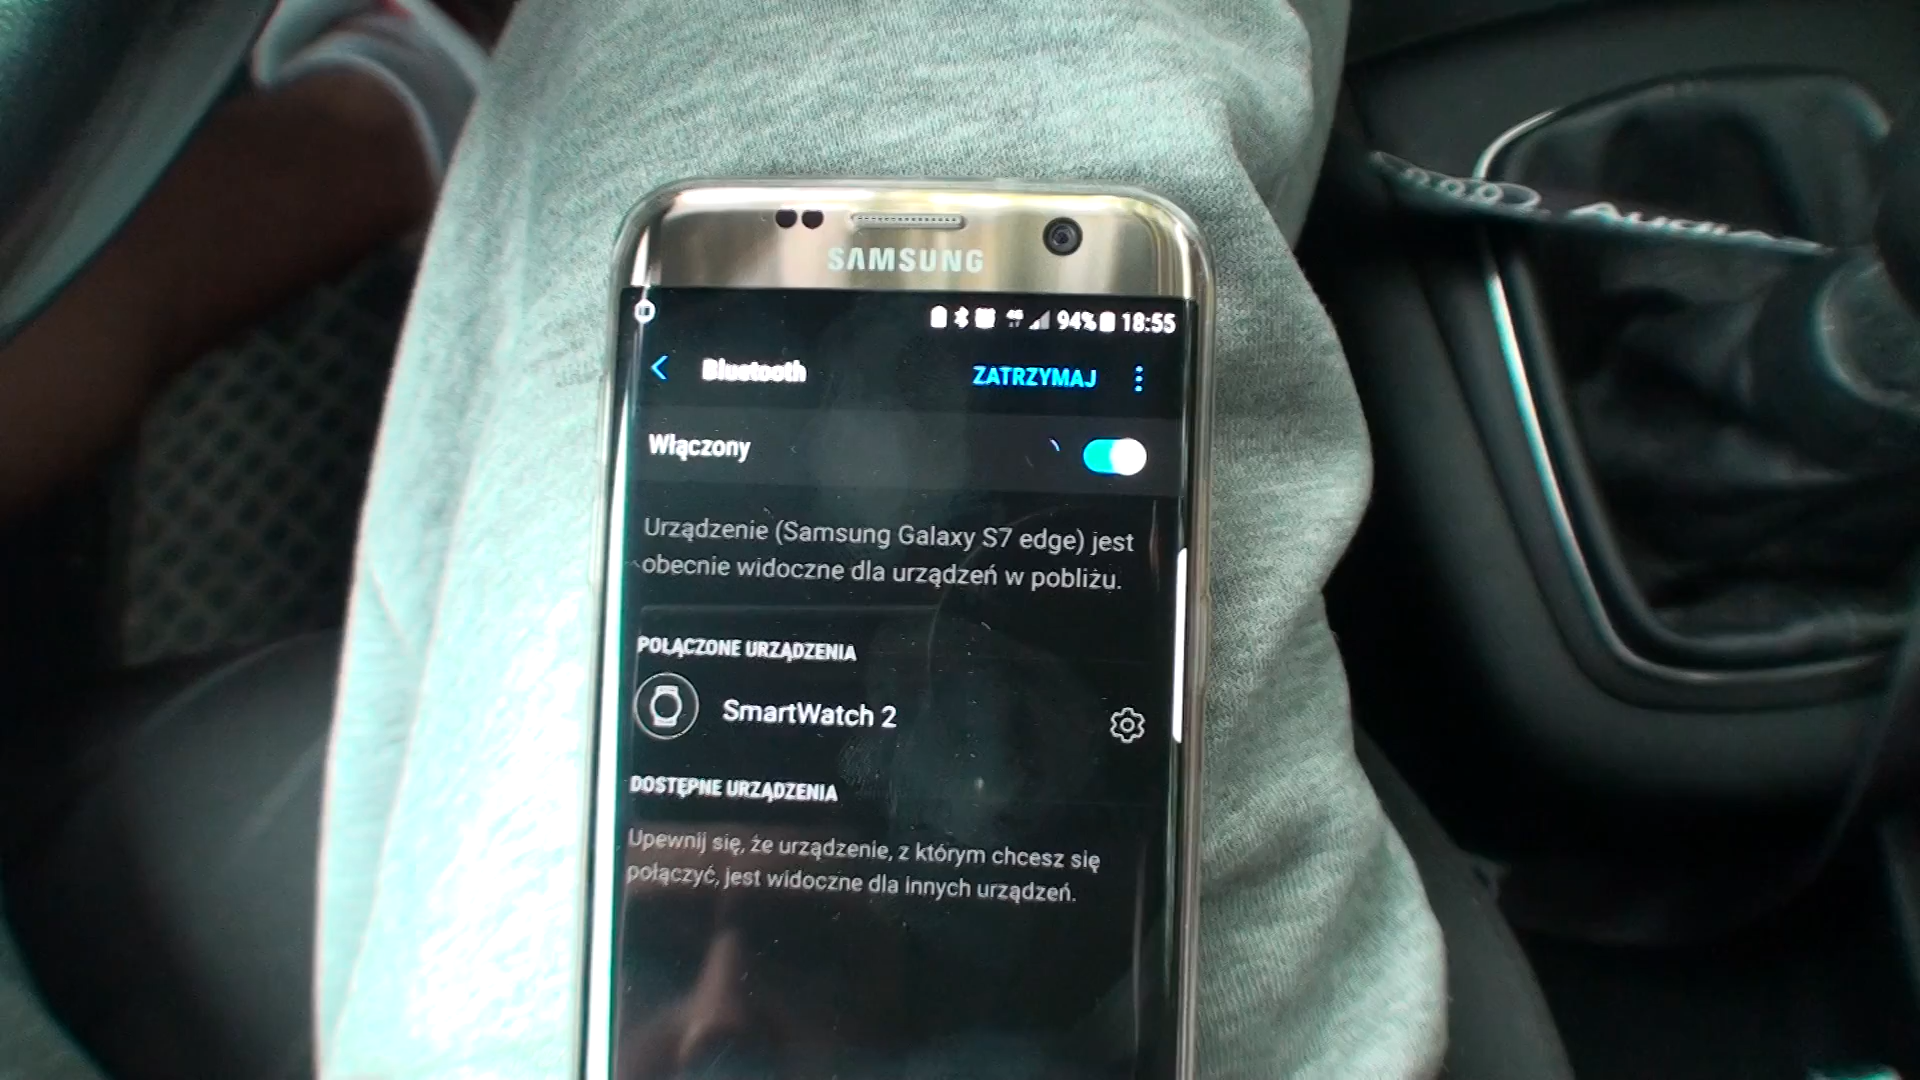 SAMSUNG
94% 18:55
Bluetooth
ZATRZYMAJ
Włączony
Urządzenie (Samsung Galaxy S7 edge) jest
obecnie widoczne dla urządzeń w pobliżu.
POŁĄCZONE URZĄDZENIA
SmartWatch 2
DOSTĘPNE URZĄDZENIA
Upewnij się, że urządzenie, z którym chcesz się
połączyć, jest widoczne dla innych urządzeń.